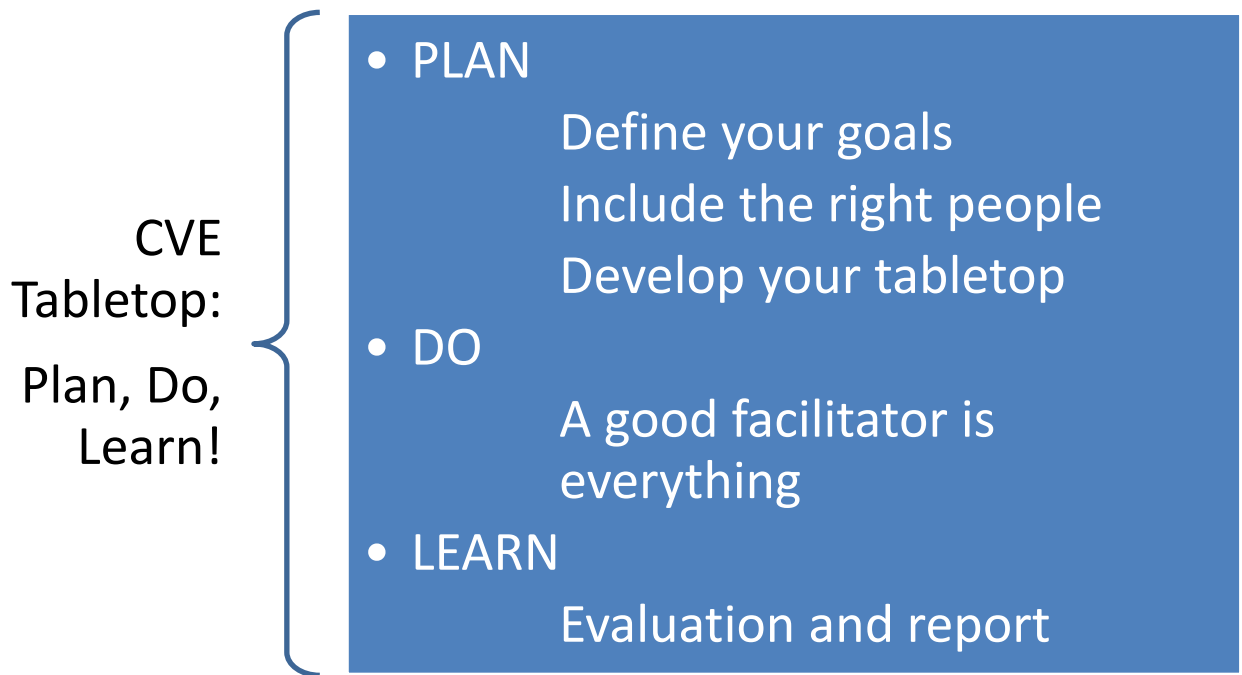 CVE
Tabletop:
Plan, Do,
Learn!
• PLAN
Define your goals
Include the right people
Develop your tabletop
• DO
A good facilitator is
everything
• LEARN
Evaluation and report